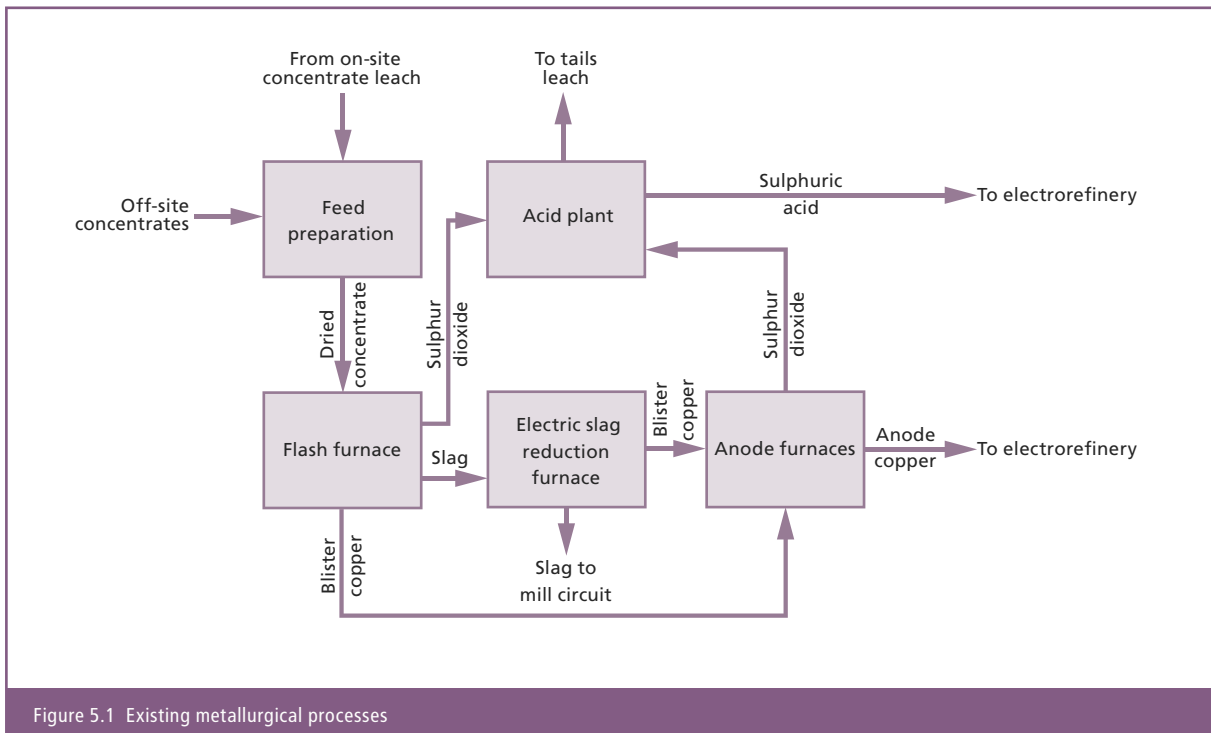 From on-site
concentrate leach
To tails
leach
Off-site
concentrates
Feed
preparation
Acid plant
Sulphuric
acid
To electrorefinery
Dried
concentrate
Sulphur
dioxide
Sulphur
dioxide
Flash furnace
Slag
Electric slag
reduction
furnace
Blister
copper
Anode furnaces
Anode
copper
To electrorefinery
Blister
copper
Slag to
mill circuit
Figure 5.1 Existing metallurgical processes